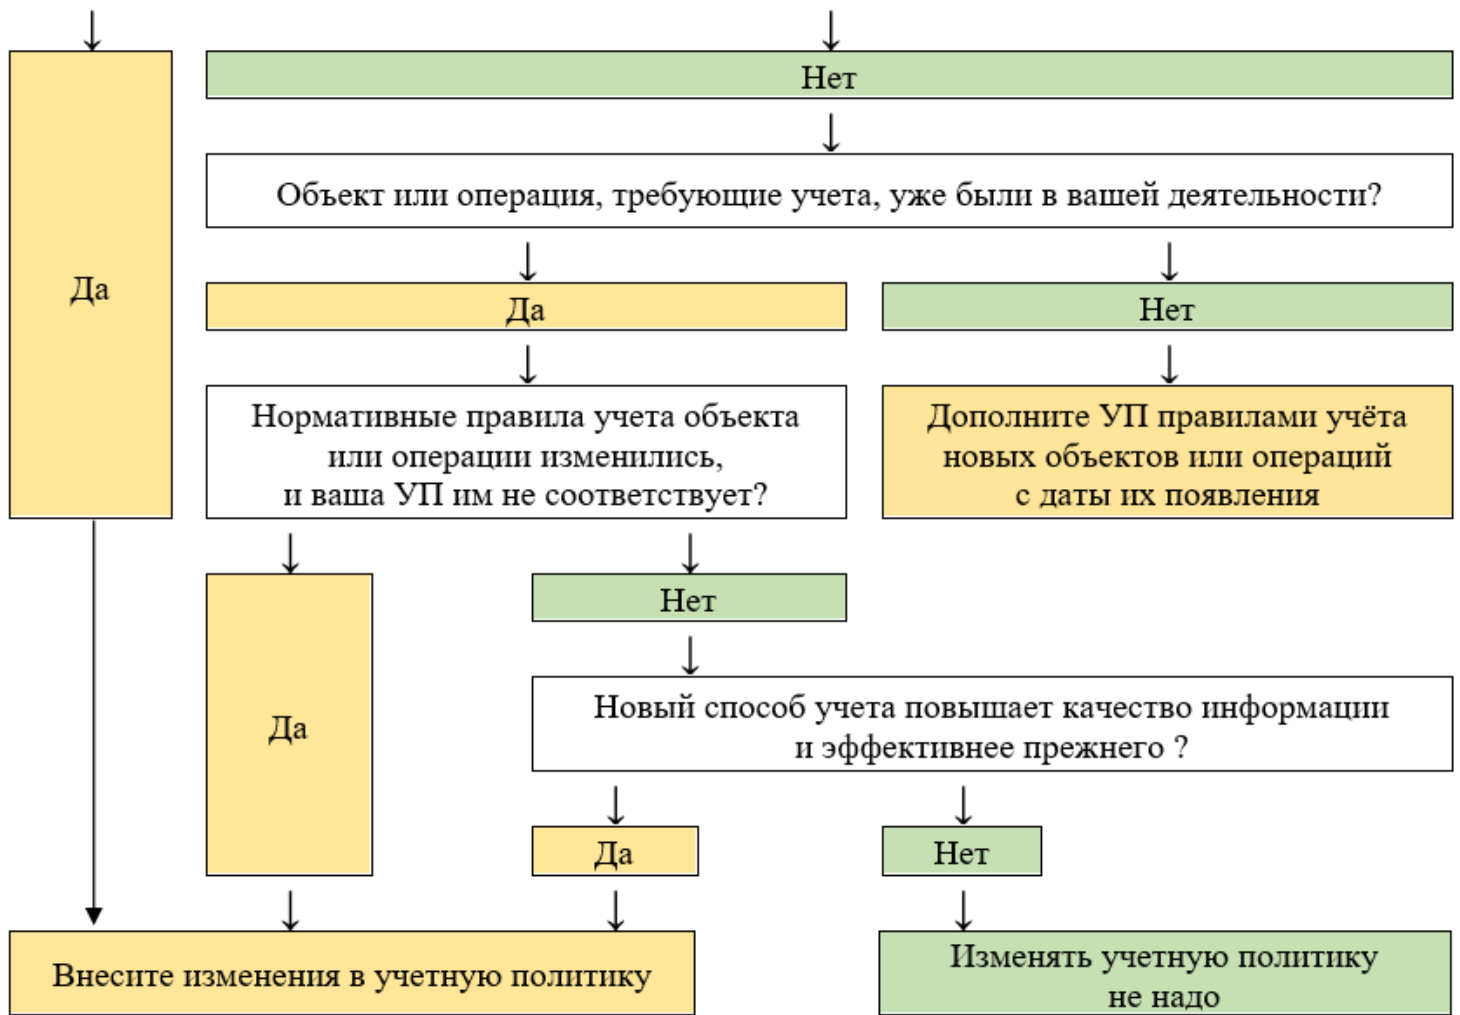 Нет
Объект или операция, требующие учета, уже были в вашей деятельности?
Да
Да
Нет
Нормативные правила учета объекта
или операции изменились,
и ваша УП им не соответствует?
Дополните УП правилами учёта
новых объектов или операций
с даты их появления
Нет
Да
Новый способ учета повышает качество информации
и эффективнее прежнего ?
Да
Нет
Внесите изменения в учетную политику
Изменять учетную политику
не надо